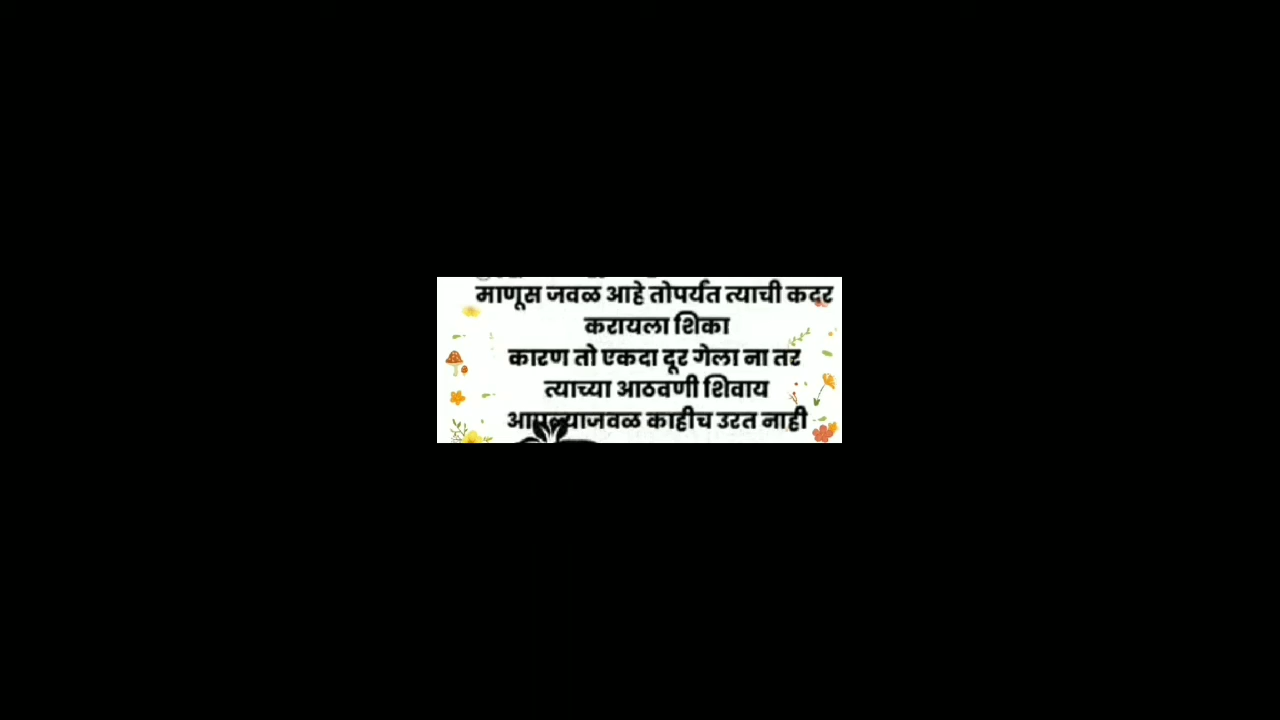 माणूस जवळ आहे तोपर्यंत त्याची कदर
करायला शिका
कारण तो एकदा दूर गेला ना तर
त्याच्या आठवणी शिवाय
आपल्याजवळ काहीच उरत नाही